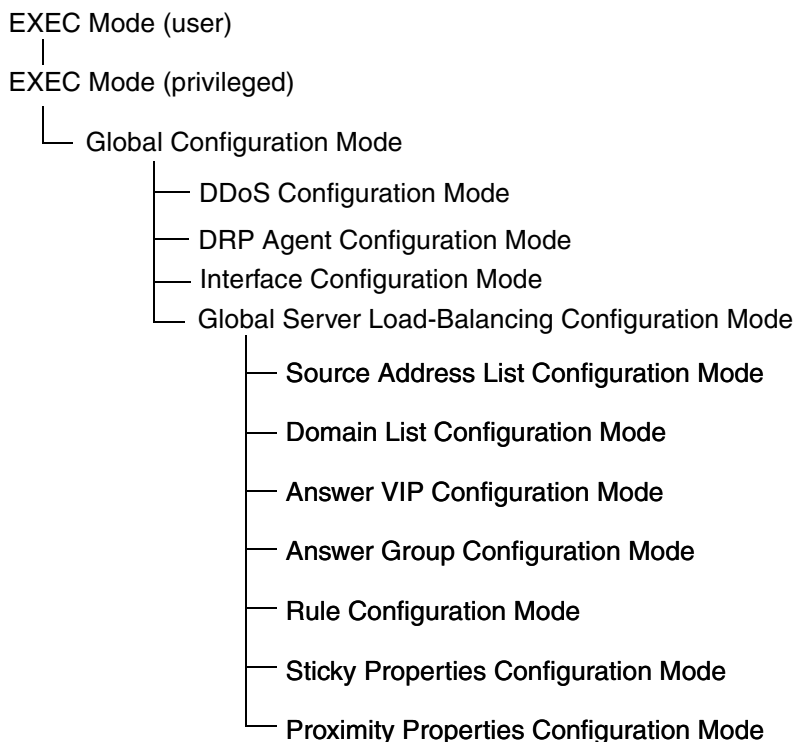 EXEC Mode (user)
EXEC Mode (privileged)
Global Configuration Mode
DDoS Configuration Mode
DRP Agent Configuration Mode
Interface Configuration Mode
Global Server Load-Balancing Configuration Mode
Source Address List Configuration Mode
Domain List Configuration Mode
Answer VIP Configuration Mode
Answer Group Configuration Mode
Rule Configuration Mode
Sticky Properties Configuration Mode
Proximity Properties Configuration Mode